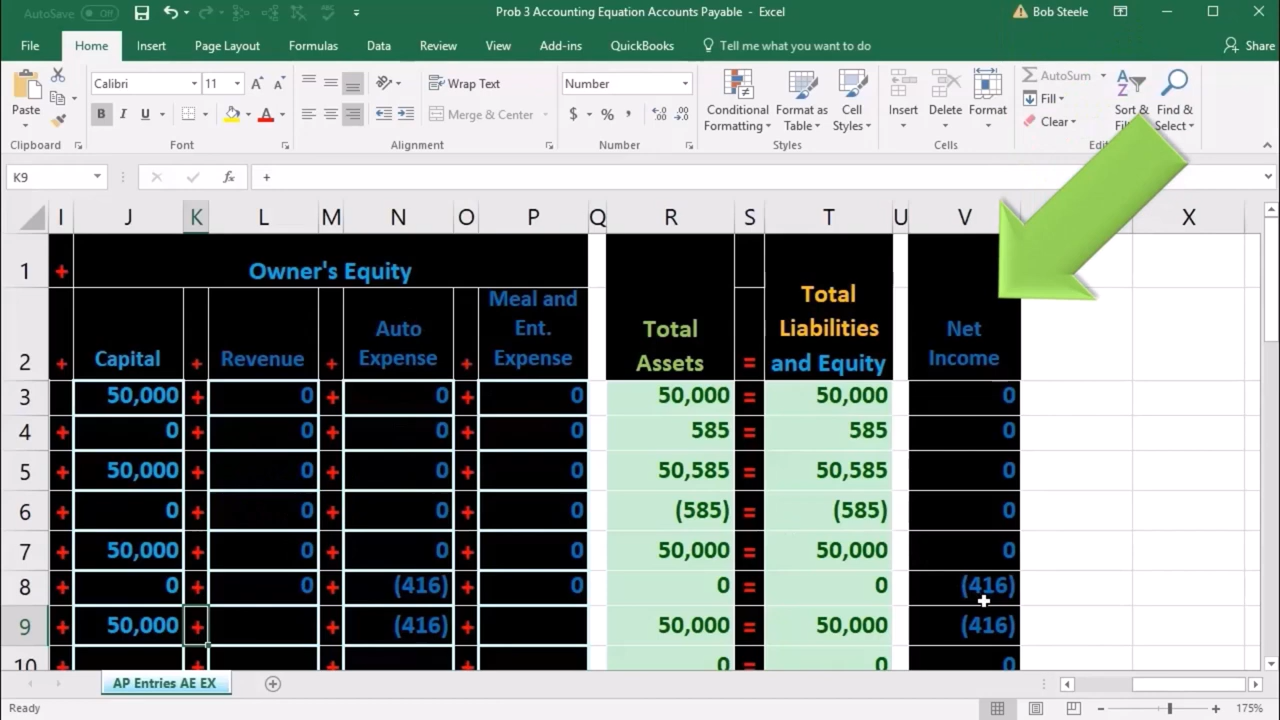 AutoSave Off Prob 3 Accounting Equation Accounts Payable - Excel Bob Steele
File Home Insert Page Layout Formulas Data Review View Add-ins QuickBooks Tell me what you want to do Share
Calibri 11 Wrap Text Number AutoSum
Paste B I U Merge & Center $ % , Conditional Formatting Format as Table Cell Styles Insert Delete Format Fill Clear Sort & Find & Select
Clipboard Font Alignment Number Styles Cells
K9 fx +
I J K L M N O P Q R S T U V X
1 + Owner's Equity
2 + Capital + Revenue + Auto Expense + Meal and Ent. Expense Total Assets = Total Liabilities and Equity Net Income
3 50,000 + 0 + 0 + 0 50,000 = 50,000 0
4 + 0 + 0 + 0 + 0 585 = 585 0
5 + 50,000 + 0 + 0 + 0 50,585 = 50,585 0
6 + 0 + 0 + 0 + 0 (585) = (585) 0
7 + 50,000 + 0 + 0 + 0 50,000 = 50,000 0
8 + 0 + 0 + (416) + 0 0 = 0 (416)
9 + 50,000 + + (416) + 50,000 = 50,000 (416)
10 + + + + 0 = 0 0
AP Entries AE EX
Ready 175%